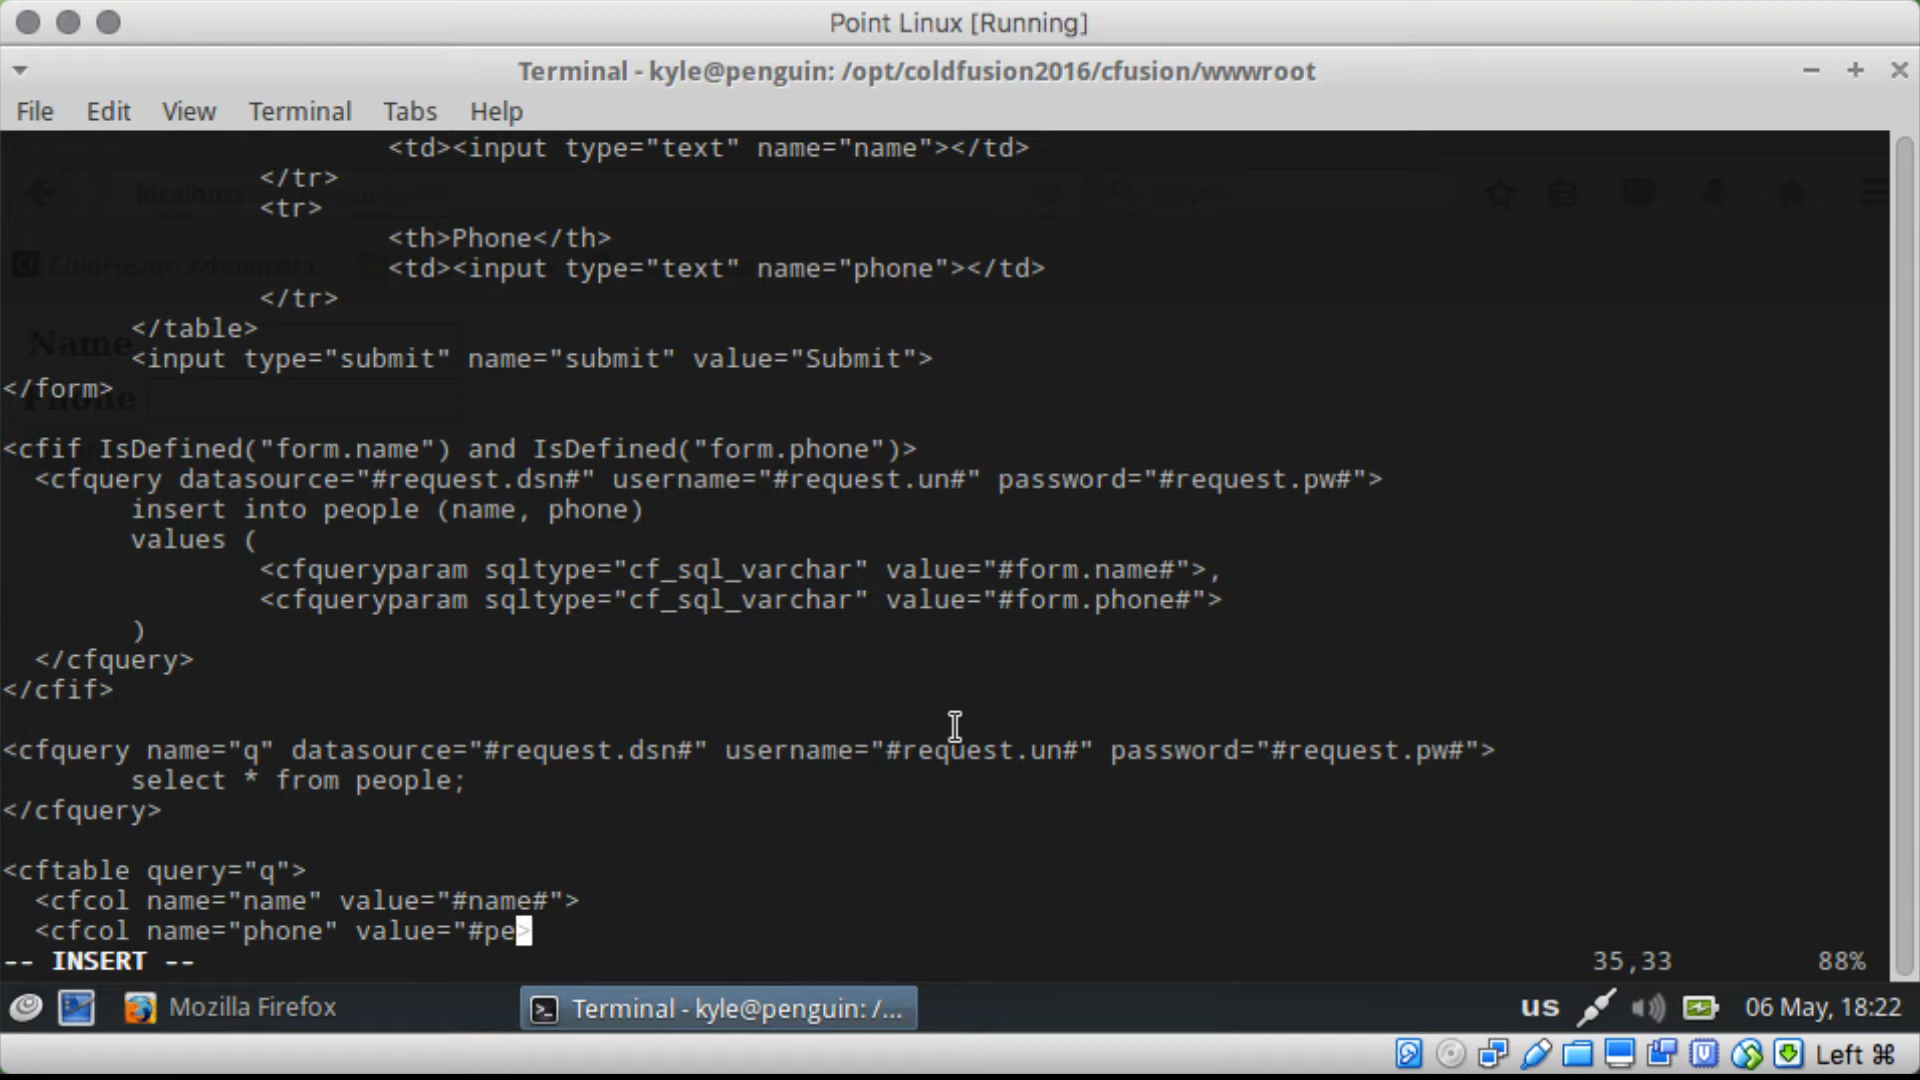 Point Linux [Running]
Terminal - kyle@penguin: /opt/coldfusion2016/cfusion/wwwroot
File Edit View Terminal Tabs Help
<td><input type="text" name="name"></td>
</tr>
<tr>
<th>Phone</th>
<td><input type="text" name="phone"></td>
</tr>
</table>
<input type="submit" name="submit" value="Submit">
</form>
Name
Phone
<cfif IsDefined("form.name") and IsDefined("form.phone")>
<cfquery datasource="#request.dsn#" username="#request.un#" password="#request.pw#">
insert into people (name, phone)
values (
<cfqueryparam sqltype="cf_sql_varchar" value="#form.name#">,
<cfqueryparam sqltype="cf_sql_varchar" value="#form.phone#">
)
</cfquery>
</cfif>
<cfquery name="q" datasource="#request.dsn#" username="#request.un#" password="#request.pw#">
select * from people;
</cfquery>
<cftable query="q">
<cfcol name="name" value="#name#">
<cfcol name="phone" value="#pe>
-- INSERT -- 35,33 88%
Mozilla Firefox Terminal - kyle@penguin: /... us 06 May, 18:22
Left ⌘